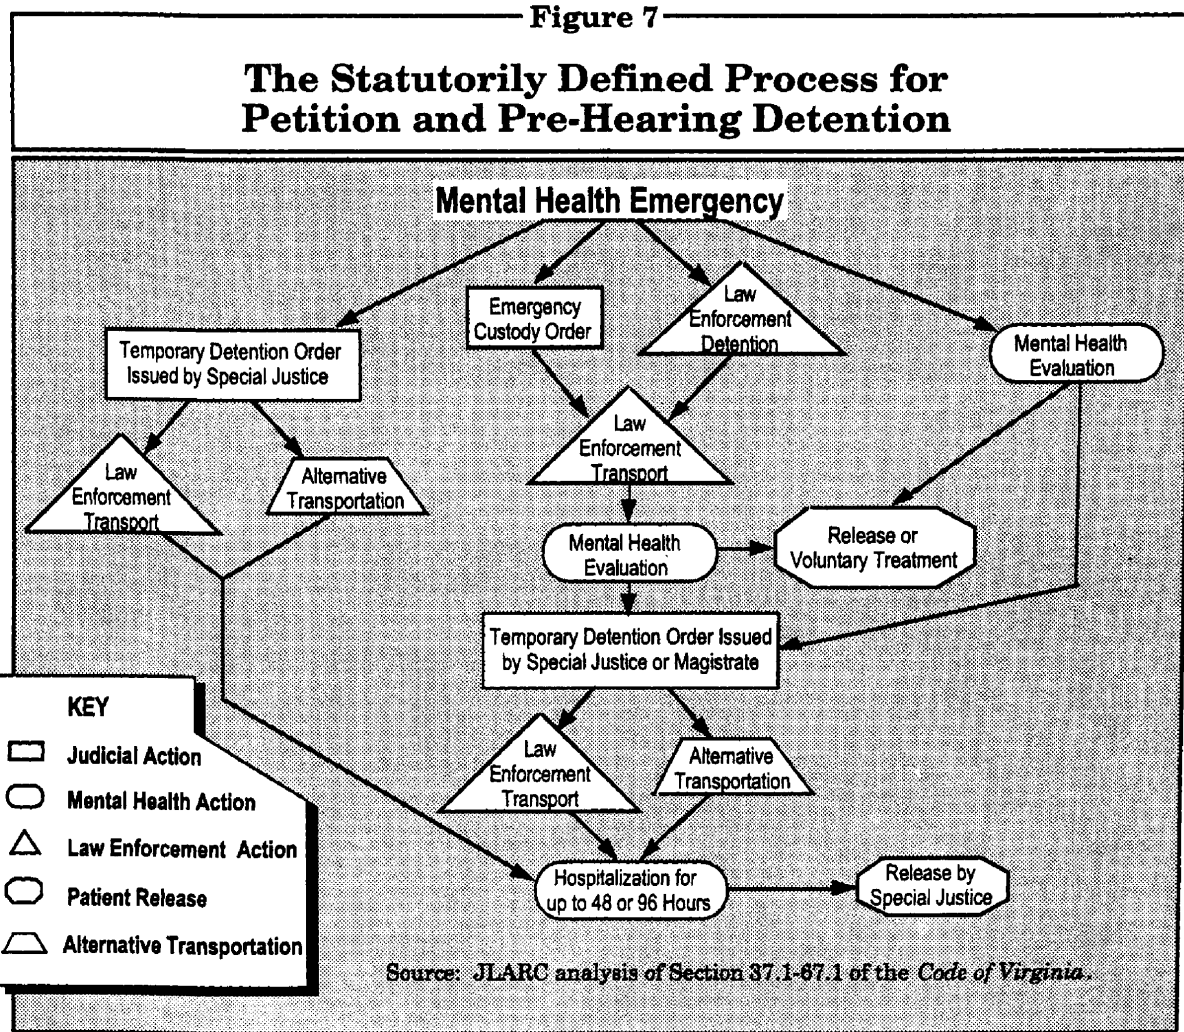 Figure 7
The Statutorily Defined Process for
Petition and Pre-Hearing Detention
Mental Health Emergency
Emergency
Custody Order
Law
Enforcement
Detention
Temporary Detention Order
Issued by Special Justice
Mental Health
Evaluation
Law
Enforcement
Transport
Alternative
Transportation
Law
Enforcement
Transport
Mental Health
Evaluation
Release or
Voluntary Treatment
Temporary Detention Order Issued
by Special Justice or Magistrate
Law
Enforcement
Transport
Alternative
Transportation
Hospitalization for
up to 48 or 96 Hours
Release by
Special Justice
KEY
Judicial Action
Mental Health Action
Law Enforcement Action
Patient Release
Alternative Transportation
Source: JLARC analysis of Section 37.1-67.1 of the Code of Virginia.